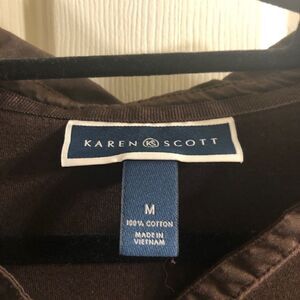 KAREN KS SCOTT
M
100% COTTON
MADE IN
VIETNAM